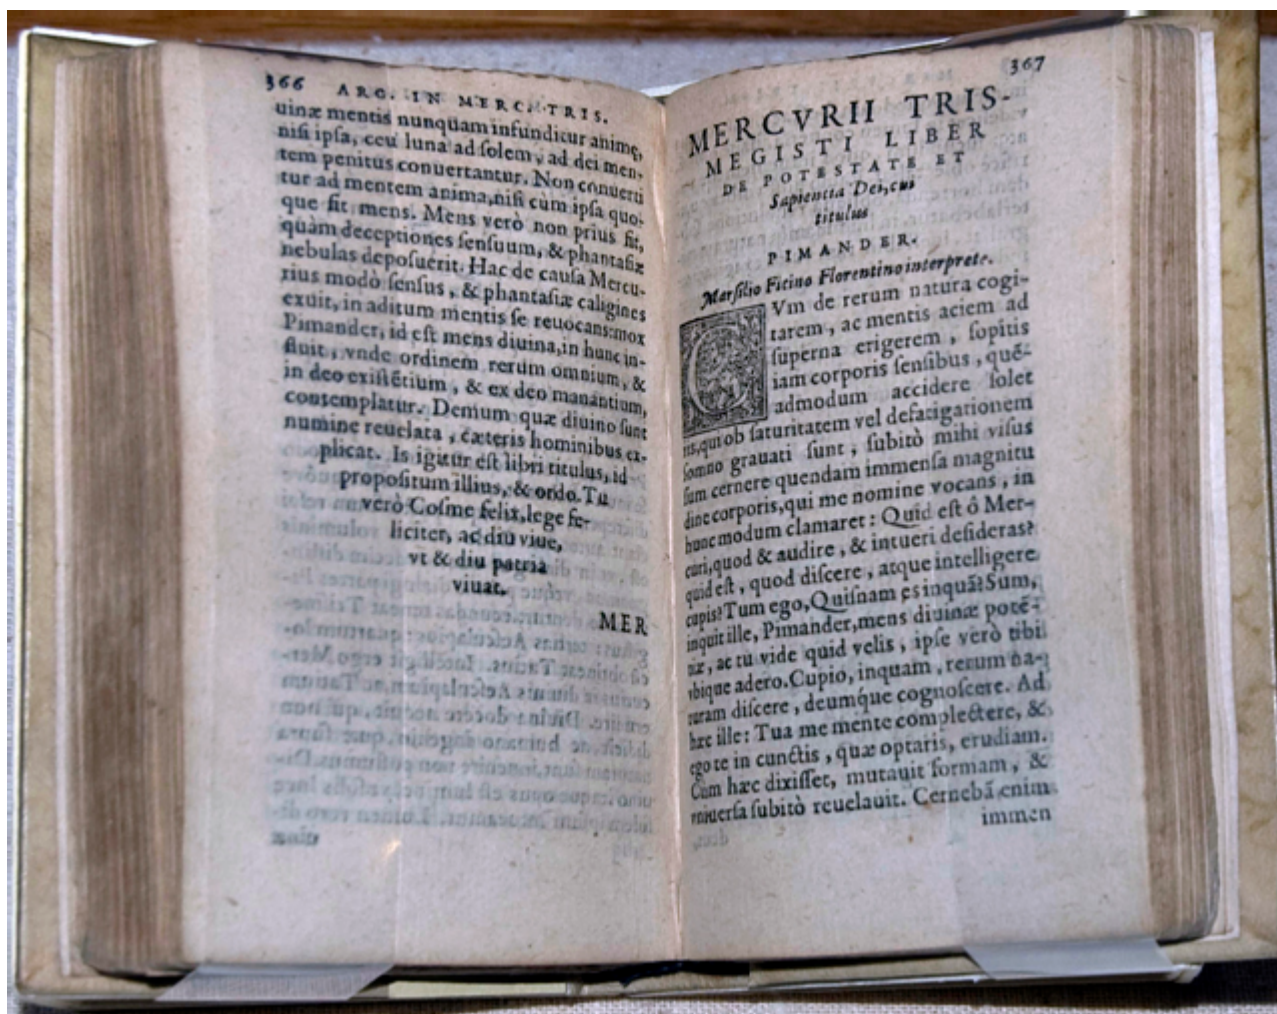 366 ARG. IN MERC. TRIS.
uinæ mentis nunquam infunditur animę,
nisi ipsa, ceu luna ad solem, ad dei men-
tem penitus conuertantur. Non conuerti
tur ad mentem anima, nisi cùm ipsa quo-
que fit mens. Mens verò non prius fit,
quàm deceptiones sensuum, & phantasiæ
nebulas deposuerit. Hac de causa Mercu-
rius modò sensus, & phantasiæ caligines
exuit, in aditum mentis se reuocans: mox
Pimander, id est mens diuina, in hunc in-
fluit, vnde ordinem rerum omnium, &
in deo existẽtium, & ex deo manantium,
contemplatur. Demum quæ diuino sunt
numine reuelata, cæteris hominibus ex-
plicat. Is igitur est libri titulus, id
propositum illius, & ordo. Tu
verò Cosme felix, lege fe-
liciter, ac diu viue,
vt & diu patria
viuat.
MER
367
MERCVRII TRIS-
MEGISTI LIBER
DE POTESTATE ET
Sapientia Dei, cui
titulus
PIMANDER.
Marsilio Ficino Florentino interprete.
CVm de rerum natura cogi-
tarem, ac mentis aciem ad
superna erigerem, sopitis
iam corporis sensibus, quẽ-
admodum accidere solet
iis, qui ob saturitatem vel defatigationem
somno grauati sunt, subitò mihi visus
sum cernere quendam immensa magnitu
dine corporis, qui me nomine vocans, in
hunc modum clamaret: Quid est ô Mer-
curi, quod & audire, & intueri desideras?
quid est, quod discere, atque intelligere
cupis? Tum ego, Quisnam es inquã? Sum,
inquit ille, Pimander, mens diuinæ potẽ-
tiæ, ac tu vide quid velis, ipse verò tibi
vbique adero. Cupio, inquam, rerum na-
turam discere, deumque cognoscere. Ad
hæc ille: Tua me mente complectere, &
ego te in cunctis, quæ optaris, erudiam.
Cùm hæc dixisset, mutauit formam, &
vniuersa subitò reuelauit. Cernebã enim
immen